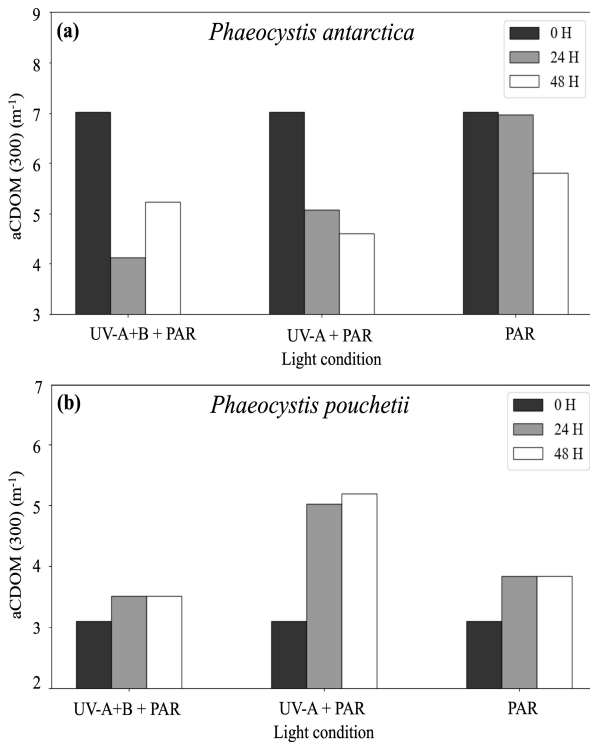 (a)
Phaeocystis antarctica
0 H
24 H
48 H
aCDOM (300) (m⁻¹)
9
8
7
6
5
4
3
UV-A+B + PAR
UV-A + PAR
PAR
Light condition
(b)
Phaeocystis pouchetii
0 H
24 H
48 H
aCDOM (300) (m⁻¹)
7
6
5
4
3
2
UV-A+B + PAR
UV-A + PAR
PAR
Light condition